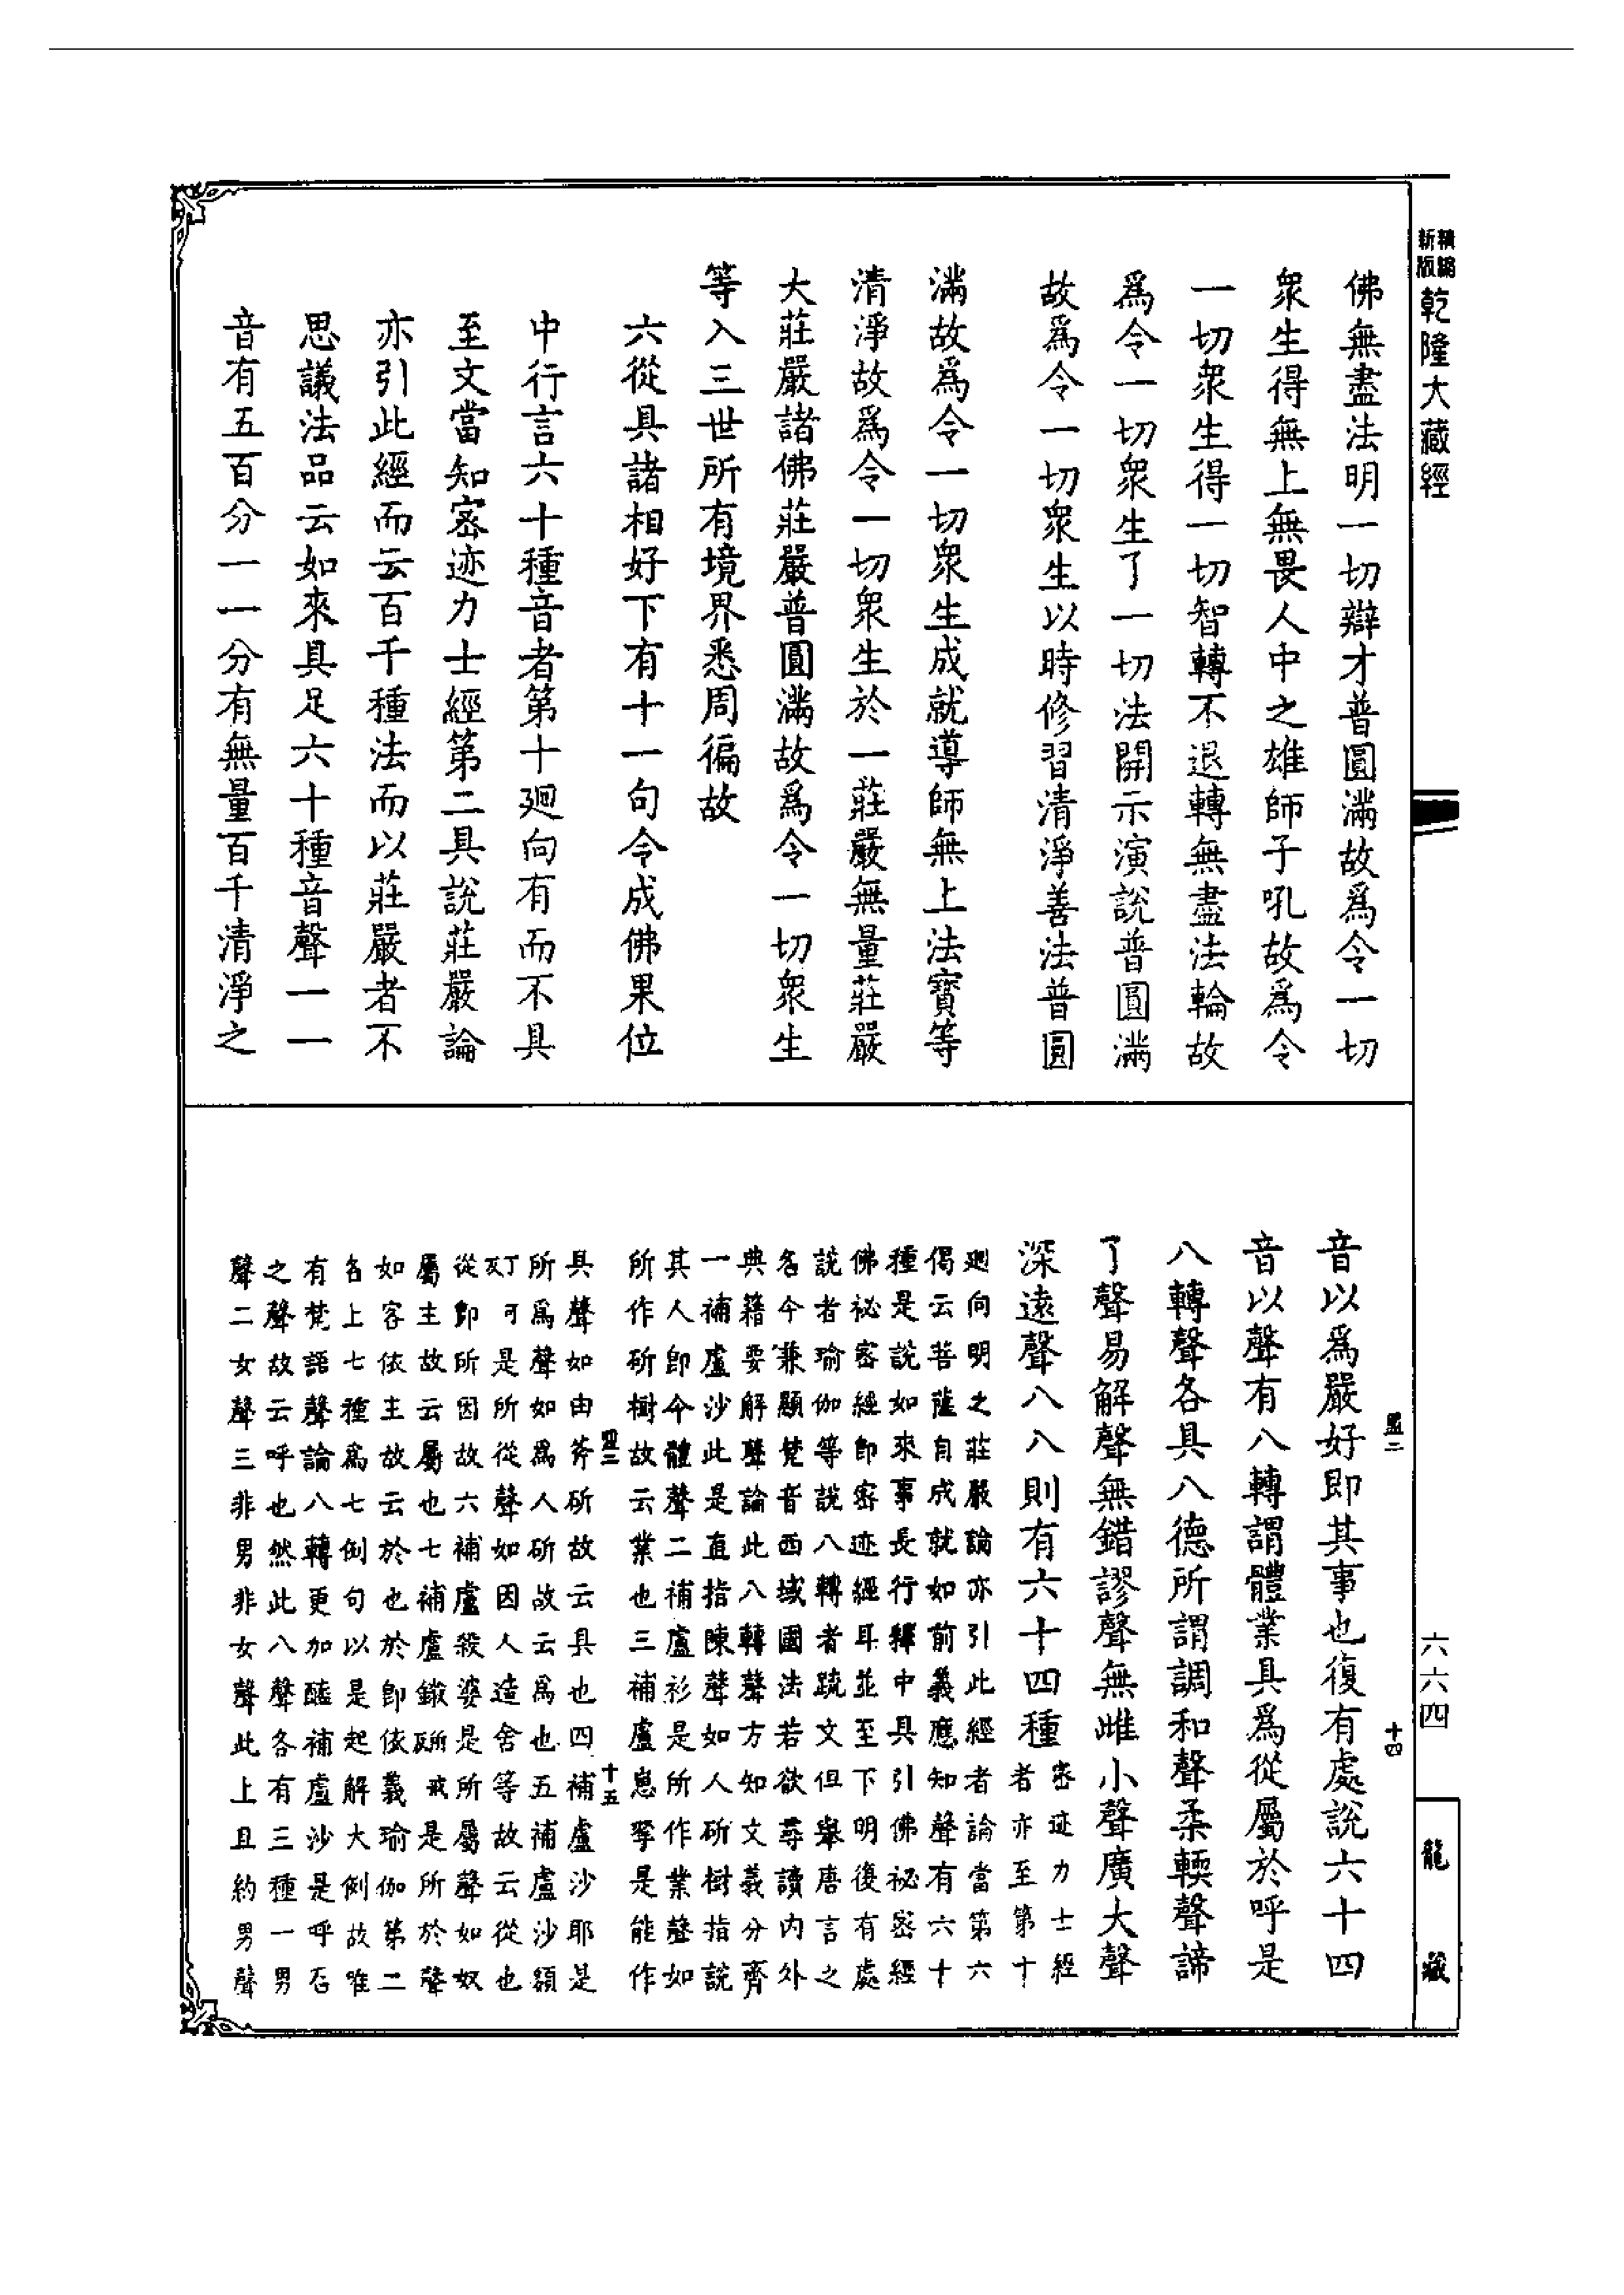 精編
新版
乾隆大藏經
佛無盡法明一切辯才普圓滿故爲令一切
衆生得無上無畏人中之雄師子吼故爲令
一切衆生得一切智轉不退轉無盡法輪故
爲令一切衆生了一切法開示演說普圓滿
故爲令一切衆生以時修習清淨善法普圓
滿故爲令一切衆生成就導師無上法寶等
清淨故爲令一切衆生於一莊嚴無量莊嚴
大莊嚴諸佛莊嚴普圓滿故爲令一切衆生
等入三世所有境界悉周徧故
六從具諸相好下有十一句令成佛果位
中行言六十種音者第十廻向有而不具
至文當知密迹力士經第二具說莊嚴論
亦引此經而云百千種法而以莊嚴者不
思議法品云如來具足六十種音聲一一
音有五百分一一分有無量百千清淨之
六六四
龍藏
盟二 十四
音以爲嚴好即其事也復有處說六十四
音以聲有八轉謂體業具爲從屬於呼是
八轉聲各具八德所謂調和聲柔輭聲諦
了聲易解聲無錯謬聲無雌小聲廣大聲
深遠聲八八則有六十四種
密迹力士經
者亦至第十
廻向明之莊嚴論亦引此經者論當第六
偈云菩薩自成就如前義應知聲有六十
種是說如來事長行釋中具引佛祕密經
佛祕密經即密迹經耳並至下明後有處
說者瑜伽等說八轉者疏文但舉唐言之
名今兼顯梵音西域國法若欲尋讀內外
典籍要解聲論此八轉聲方知文義分齊
一補盧沙此是直指陳聲如人斫樹指說
其人即今體聲二補盧衫是所作業聲如
所作斫樹故云業也三補盧崽拏是能作
盟二 十五
具聲如由斧斫故云具也四補盧沙耶是
所爲聲如爲人斫故云爲也五補盧沙䫂
丁可反是所從聲如因人造舍等故云從也
從即所因故六補盧殺婆是所屬聲如奴
屬主故云屬也七補盧鎩所戒是所於聲
如客依主故云於也於即依義瑜伽第二
名上七種爲七例句以是起解大例故唯
有梵語聲論八轉更加醯補盧沙是呼召
之聲故云呼也然此八聲各有三種一男
聲二女聲三非男非女聲此上且約男聲